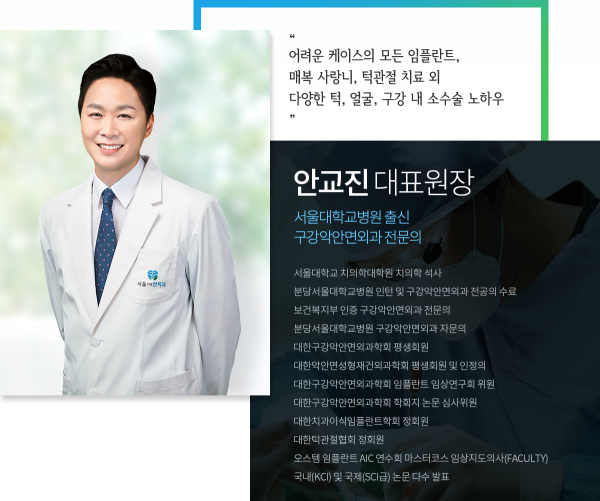 “
어려운 케이스의 모든 임플란트,
매복 사랑니, 턱관절 치료 외
다양한 턱, 얼굴, 구강 내 소수술 노하우
”
안교진 대표원장
서울대학교병원 출신
구강악안면외과 전문의
서울대학교 치의학대학원 치의학 석사
분당서울대학교병원 인턴 및 구강악안면외과 전공의 수료
보건복지부 인증 구강악안면외과 전문의
분당서울대학교병원 구강악안면외과 자문의
대한구강악안면외과학회 평생회원
대한악안면성형재건외과학회 평생회원 및 인정의
대한구강악안면외과학회 임플란트 임상연구회 위원
대한구강악안면외과학회 학회지 논문 심사위원
대한치과이식임플란트학회 정회원
대한턱관절협회 정회원
오스템 임플란트 AIC 연수회 마스터코스 임상지도의사(FACULTY)
국내(KCI) 및 국제(SCI급) 논문 다수 발표